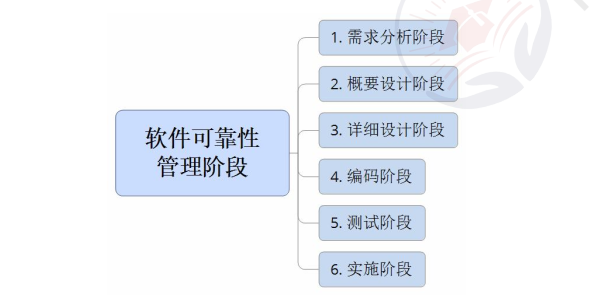 软件可靠性
管理阶段
1. 需求分析阶段
2. 概要设计阶段
3. 详细设计阶段
4. 编码阶段
5. 测试阶段
6. 实施阶段